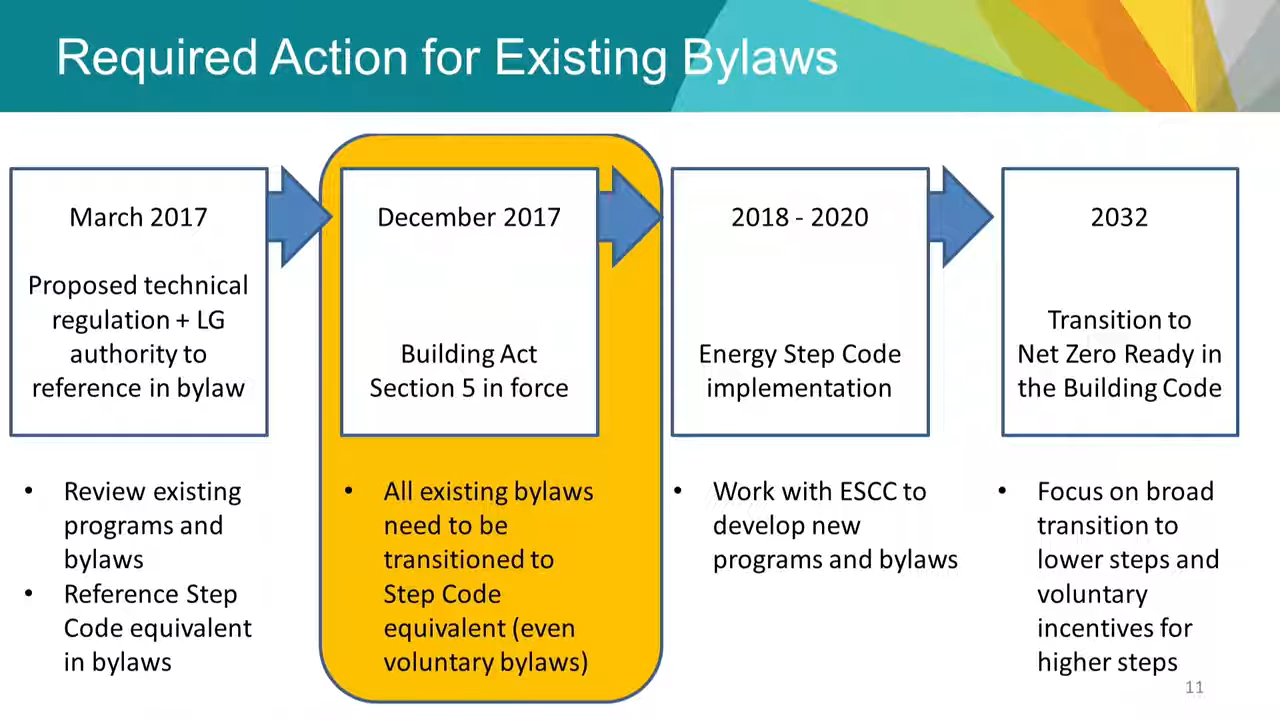 Required Action for Existing Bylaws
March 2017
Proposed technical
regulation + LG
authority to
reference in bylaw
December 2017
Building Act
Section 5 in force
2018 - 2020
Energy Step Code
implementation
2032
Transition to
Net Zero Ready in
the Building Code
• Review existing
programs and
bylaws
• Reference Step
Code equivalent
in bylaws
• All existing bylaws
need to be
transitioned to
Step Code
equivalent (even
voluntary bylaws)
• Work with ESCC to
develop new
programs and bylaws
• Focus on broad
transition to
lower steps and
voluntary
incentives for
higher steps
11